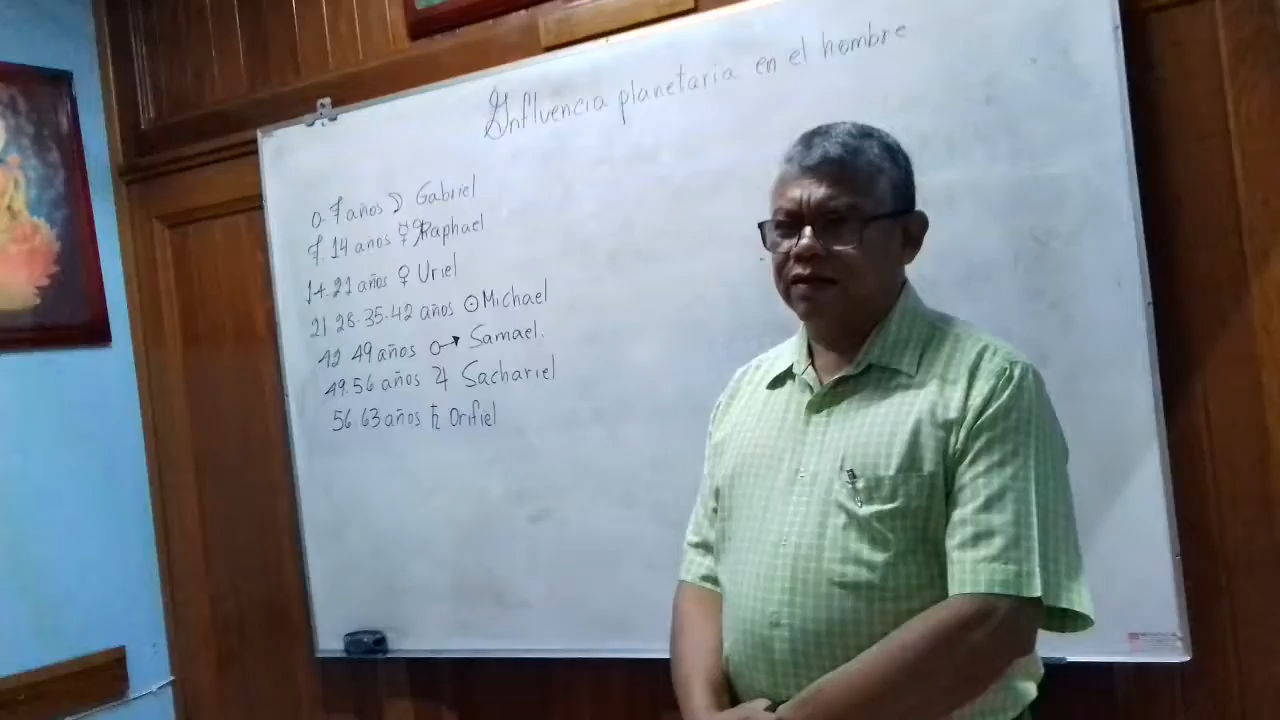 Influencia planetaria en el hombre
0 7 años ☽ Gabriel
7. 14 años ☿ Raphael
14.21 años ♀ Uriel
21 28-35-42 años ☉ Michael
42 49 años ♂ Samael.
49.56 años ♃ Sachariel
56 63 años ♄ Orifiel